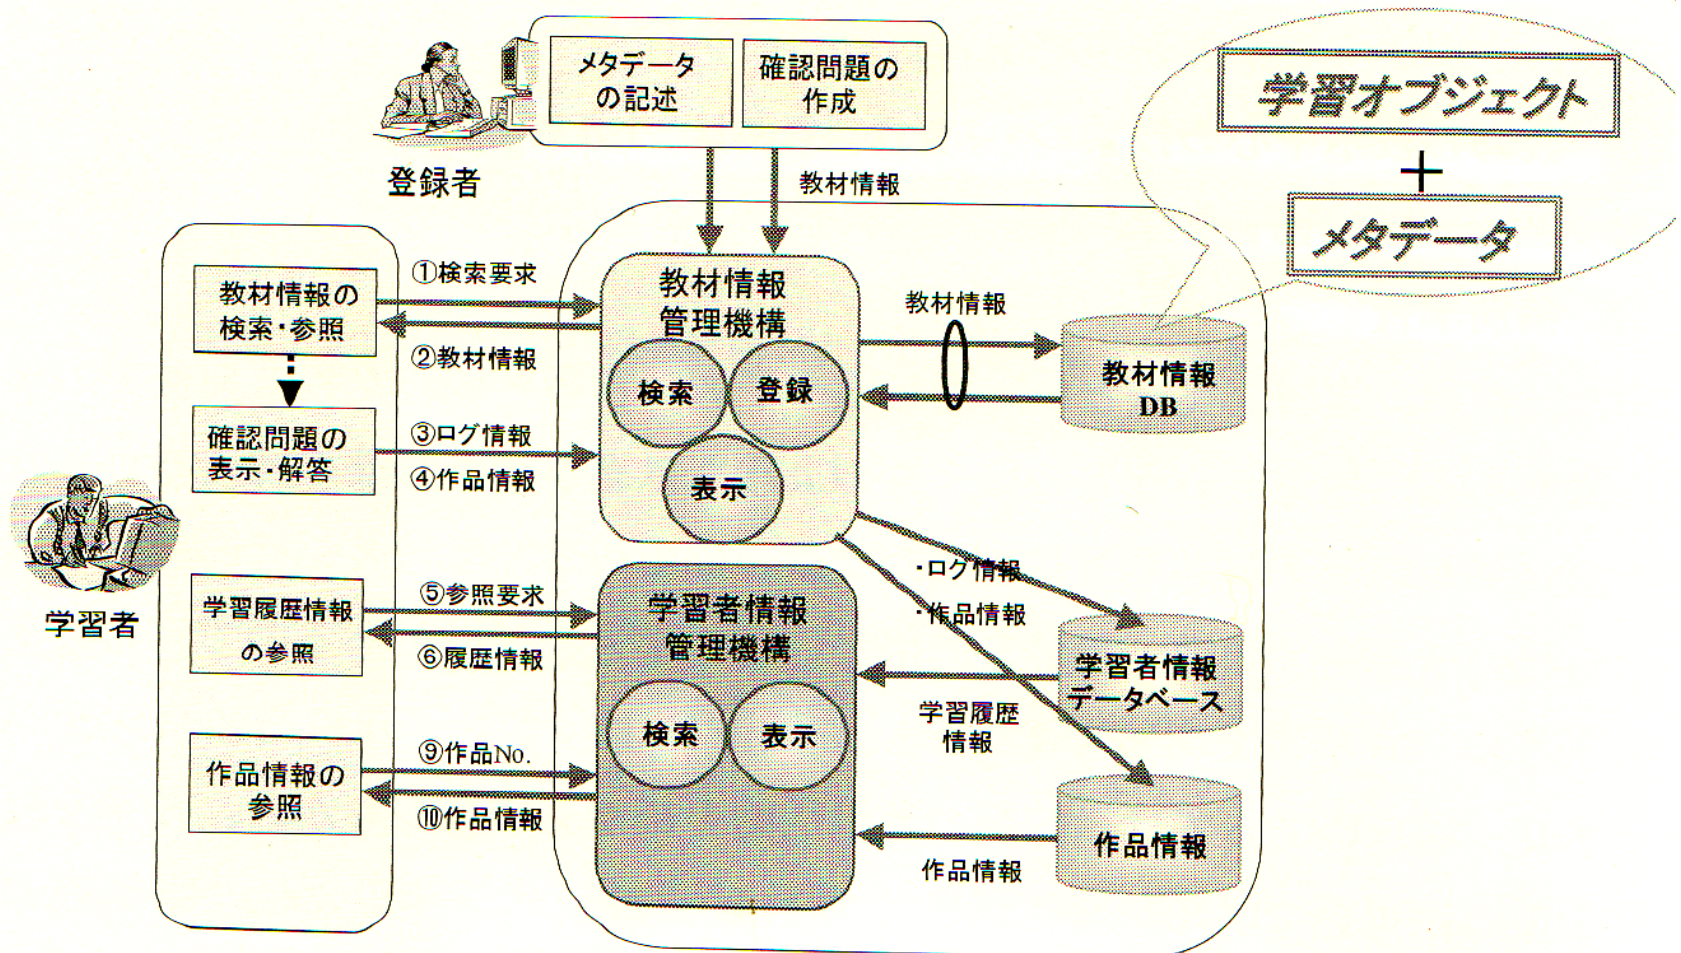 メタデータ
の記述
確認問題の
作成
学習オブジェクト
+
メタデータ
登録者
教材情報
教材情報の
検索・参照
①検索要求
②教材情報
教材情報
管理機構
検索
登録
表示
教材情報
教材情報
DB
確認問題の
表示・解答
③ログ情報
④作品情報
学習者
・ログ情報
・作品情報
学習履歴情報
の参照
⑤参照要求
⑥履歴情報
学習者情報
管理機構
検索
表示
学習者情報
データベース
学習履歴
情報
作品情報の
参照
⑨作品No.
⑩作品情報
作品情報
作品情報